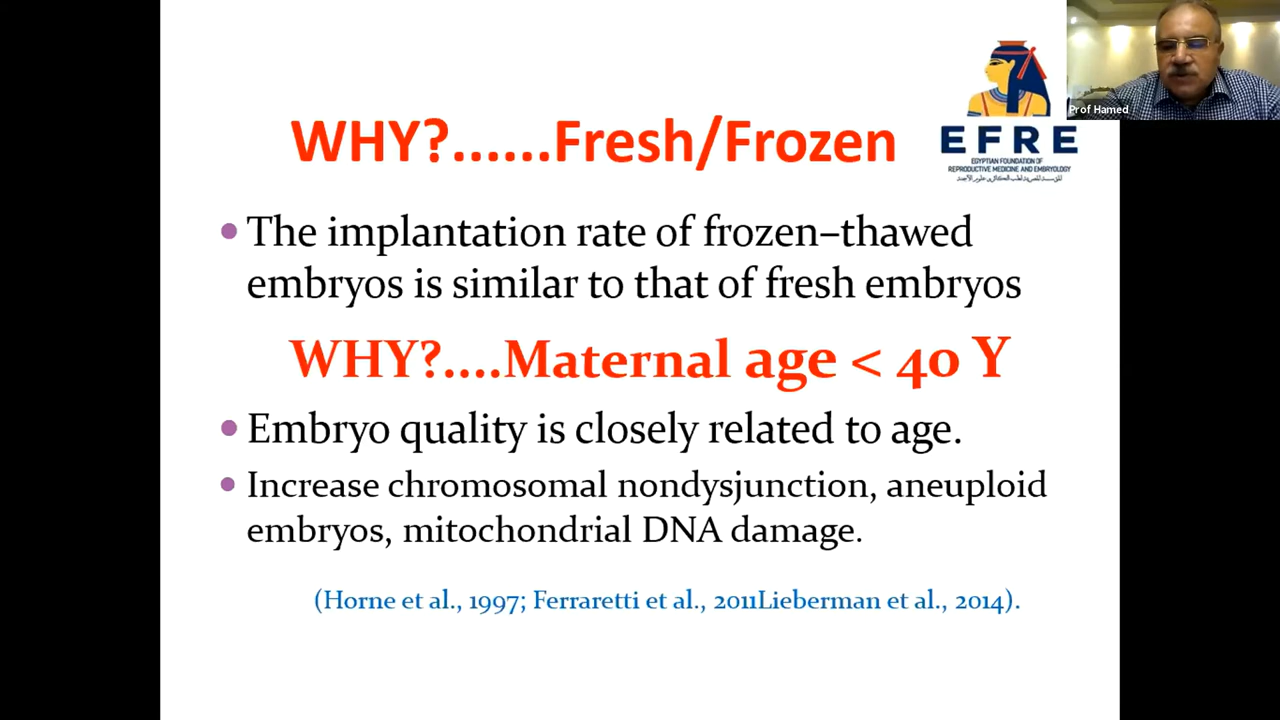 Prof Hamed
EFRE
EGYPTIAN FOUNDATION OF
REPRODUCTIVE MEDICINE AND EMBRYOLOGY
WHY?......Fresh/Frozen
• The implantation rate of frozen–thawed
embryos is similar to that of fresh embryos
WHY?....Maternal age < 40 Y
• Embryo quality is closely related to age.
• Increase chromosomal nondysjunction, aneuploid
embryos, mitochondrial DNA damage.
(Horne et al., 1997; Ferraretti et al., 2011Lieberman et al., 2014).